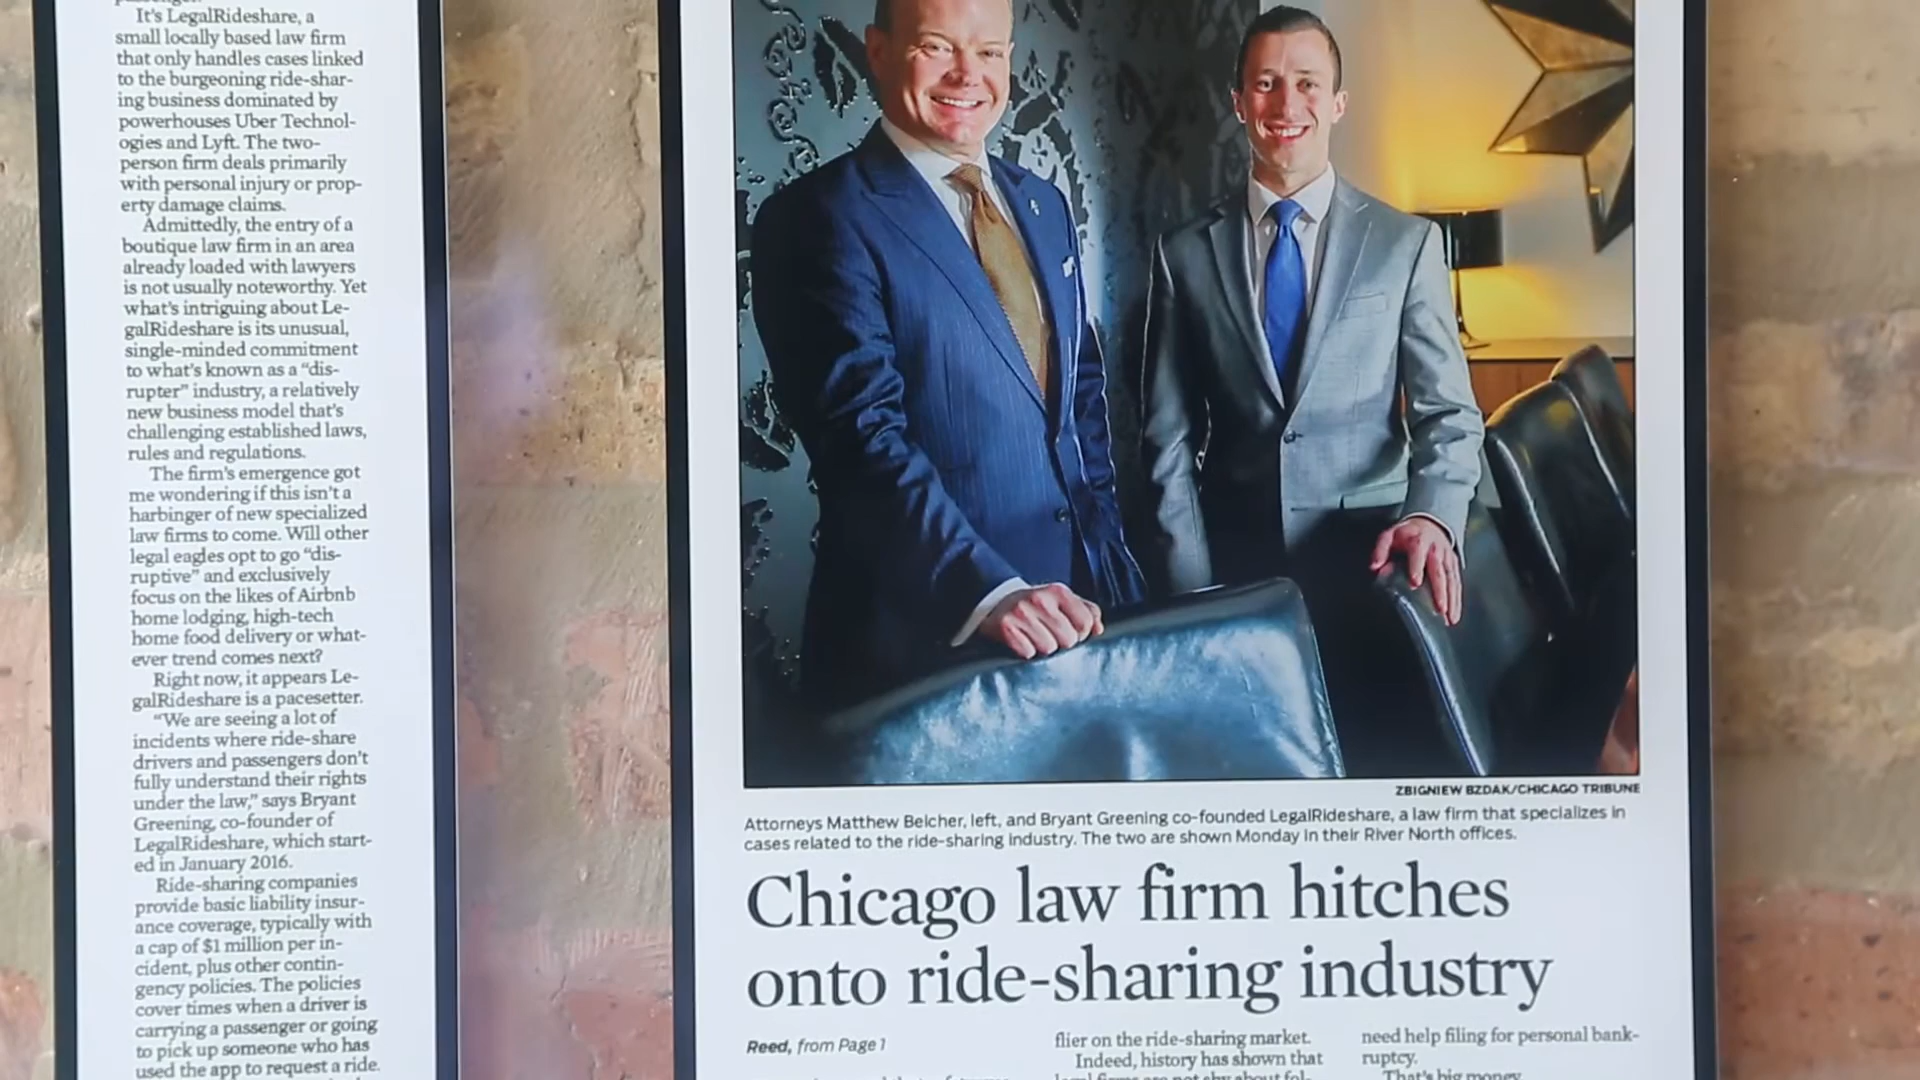 It's LegalRideshare, a
small locally based law firm
that only handles cases linked
to the burgeoning ride-shar-
ing business dominated by
powerhouses Uber Technol-
ogies and Lyft. The two-
person firm deals primarily
with personal injury or prop-
erty damage claims.
Admittedly, the entry of a
boutique law firm in an area
already loaded with lawyers
is not usually noteworthy. Yet
what's intriguing about Le-
galRideshare is its unusual,
single-minded commitment
to what's known as a "dis-
rupter" industry, a relatively
new business model that's
challenging established laws,
rules and regulations.
The firm's emergence got
me wondering if this isn't a
harbinger of new specialized
law firms to come. Will other
legal eagles opt to go "dis-
ruptive" and exclusively
focus on the likes of Airbnb
home lodging, high-tech
home food delivery or what-
ever trend comes next?
Right now, it appears Le-
galRideshare is a pacesetter.
"We are seeing a lot of
incidents where ride-share
drivers and passengers don't
fully understand their rights
under the law," says Bryant
Greening, co-founder of
LegalRideshare, which start-
ed in January 2016.
Ride-sharing companies
provide basic liability insur-
ance coverage, typically with
a cap of $1 million per in-
cident, plus other contin-
gency policies. The policies
cover times when a driver is
carrying a passenger or going
to pick up someone who has
used the app to request a ride.
ZBIGNIEW BZDAK/CHICAGO TRIBUNE
Attorneys Matthew Belcher, left, and Bryant Greening co-founded LegalRideshare, a law firm that specializes in
cases related to the ride-sharing industry. The two are shown Monday in their River North offices.
Chicago law firm hitches
onto ride-sharing industry
Reed, from Page 1
flier on the ride-sharing market.
Indeed, history has shown that
need help filing for personal bank-
ruptcy.
That's big money